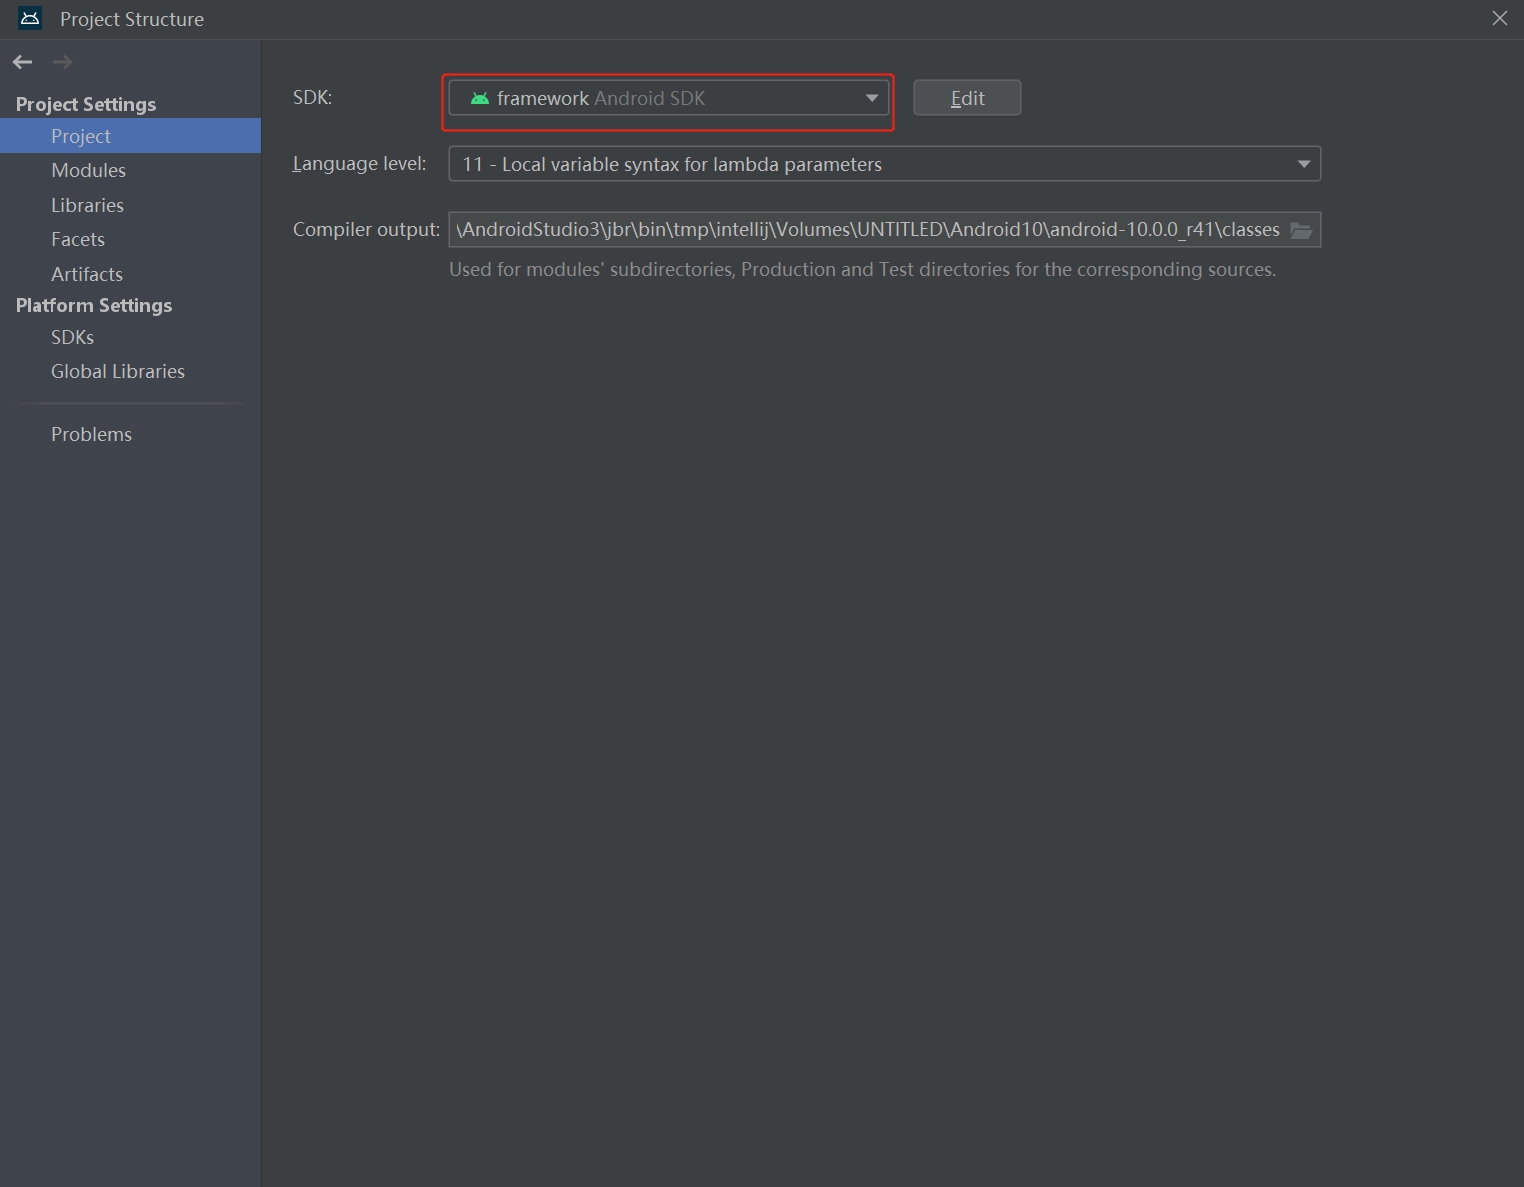 Project Structure
Project Settings
Project
Modules
Libraries
Facets
Artifacts
Platform Settings
SDKs
Global Libraries
Problems
SDK: framework Android SDK Edit
Language level: 11 - Local variable syntax for lambda parameters
Compiler output: \AndroidStudio3\jbr\bin\tmp\intellij\Volumes\UNTITLED\Android10\android-10.0.0_r41\classes
Used for modules' subdirectories, Production and Test directories for the corresponding sources.